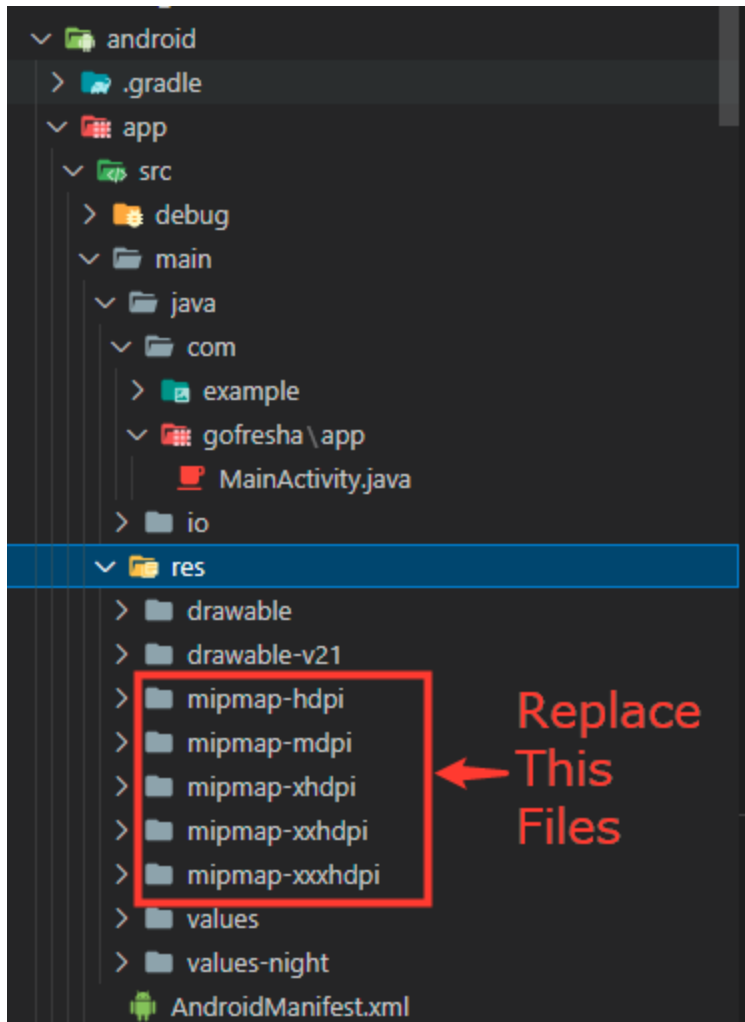 android
.gradle
app
src
debug
main
java
com
example
gofresha\app
MainActivity.java
io
res
drawable
drawable-v21
mipmap-hdpi
mipmap-mdpi
mipmap-xhdpi
mipmap-xxhdpi
mipmap-xxxhdpi
Replace
This
Files
values
values-night
AndroidManifest.xml